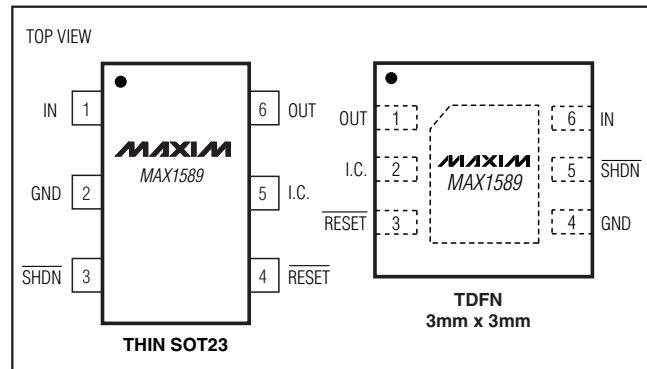 TOP VIEW
IN 1
6 OUT
MAXIM
MAX1589
GND 2
5 I.C.
SHDN 3
4 RESET
THIN SOT23
OUT 1
6 IN
I.C. 2
MAXIM
MAX1589
5 SHDN
RESET 3
4 GND
TDFN
3mm x 3mm